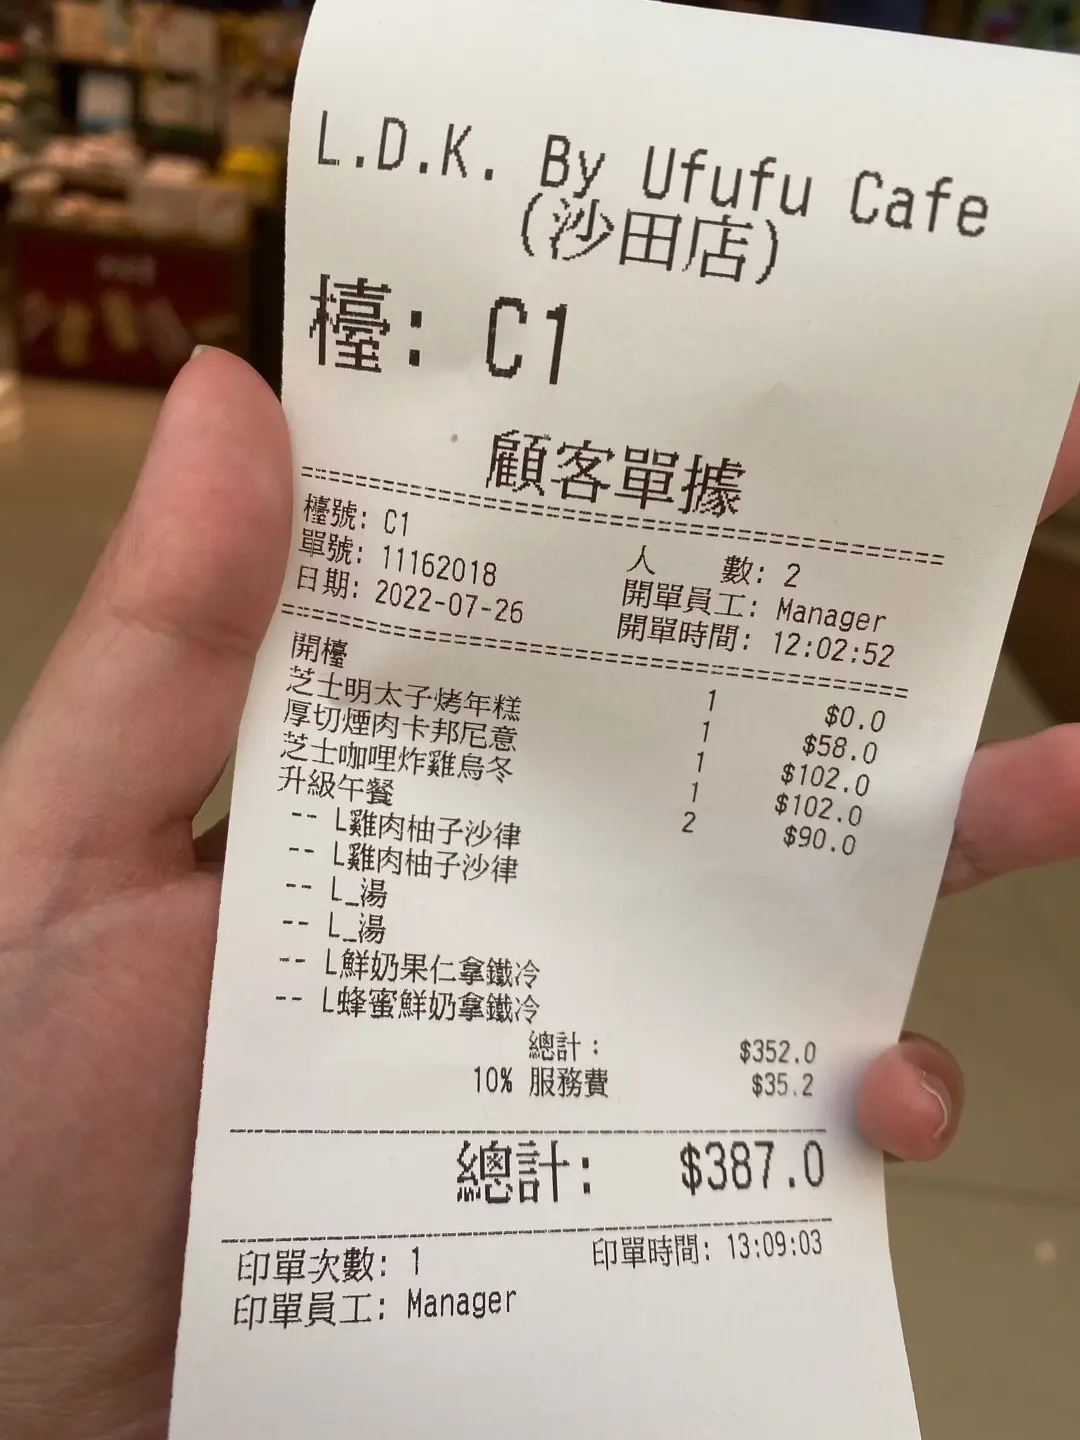 L.D.K. By Ufufu Cafe
(沙田店)
檯: C1
顧客單據
檯號: C1 人 數: 2
單號: 11162018 開單員工: Manager
日期: 2022-07-26 開單時間: 12:02:52
開檯 1 $0.0
芝士明太子烤年糕 1 $58.0
厚切煙肉卡邦尼意 1 $102.0
芝士咖哩炸雞烏冬 1 $102.0
升級午餐 2 $90.0
-- L雞肉柚子沙律
-- L雞肉柚子沙律
-- L_湯
-- L_湯
-- L鮮奶果仁拿鐵冷
-- L蜂蜜鮮奶拿鐵冷
總計: $352.0
10% 服務費 $35.2
總計: $387.0
印單次數: 1 印單時間: 13:09:03
印單員工: Manager